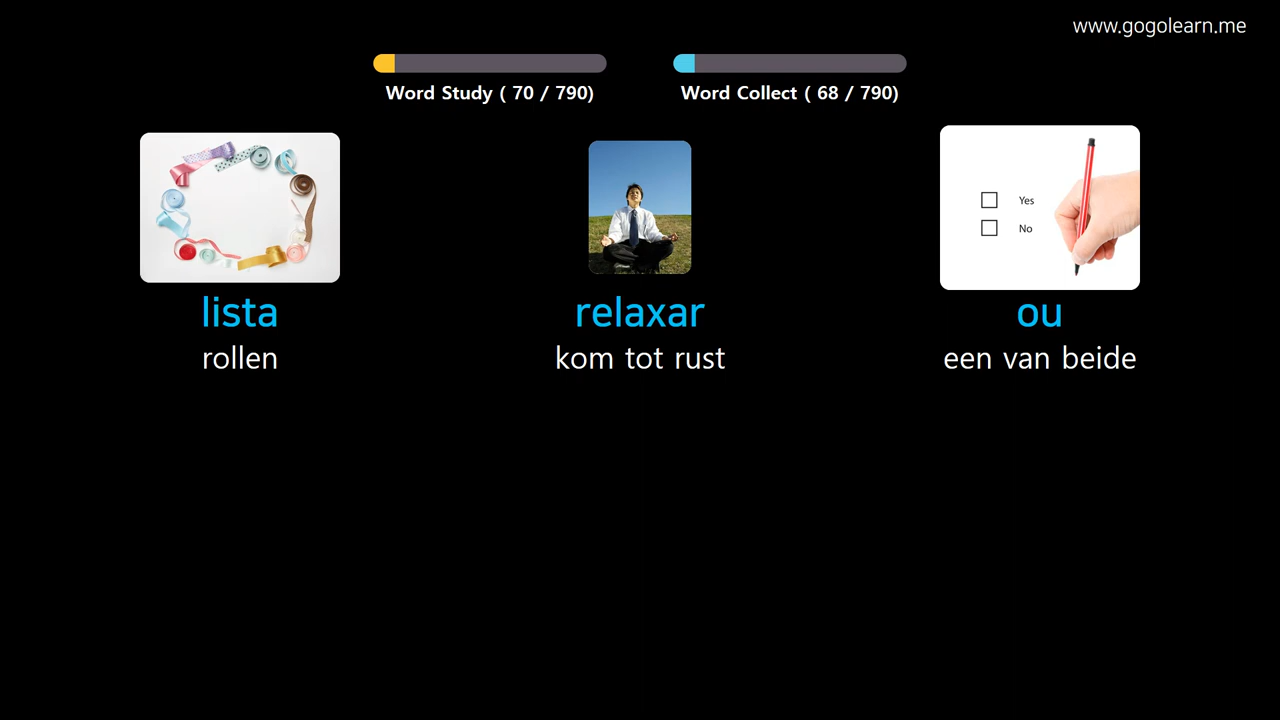 www.gogolearn.me
Word Study ( 70 / 790)
Word Collect ( 68 / 790)
Yes
No
lista
relaxar
ou
rollen
kom tot rust
een van beide